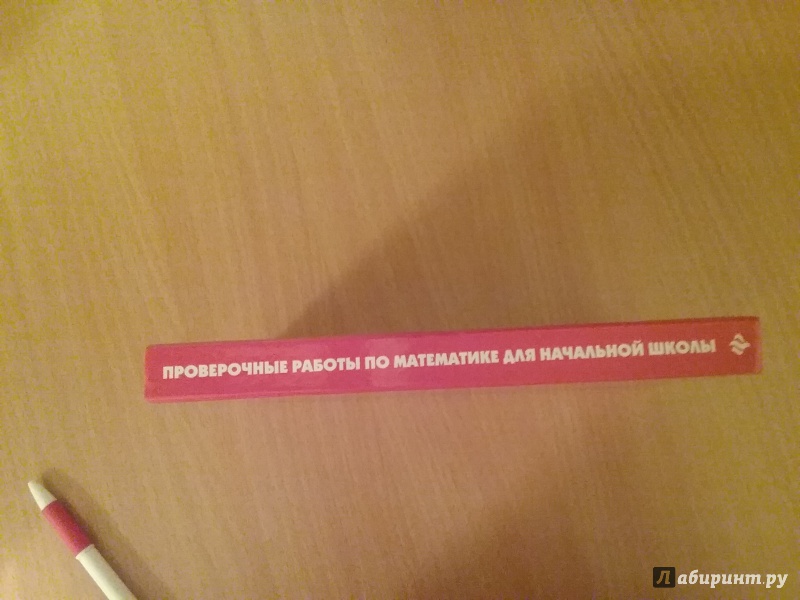 ПРОВЕРОЧНЫЕ РАБОТЫ ПО МАТЕМАТИКЕ ДЛЯ НАЧАЛЬНОЙ ШКОЛЫ
Лабиринт.ру